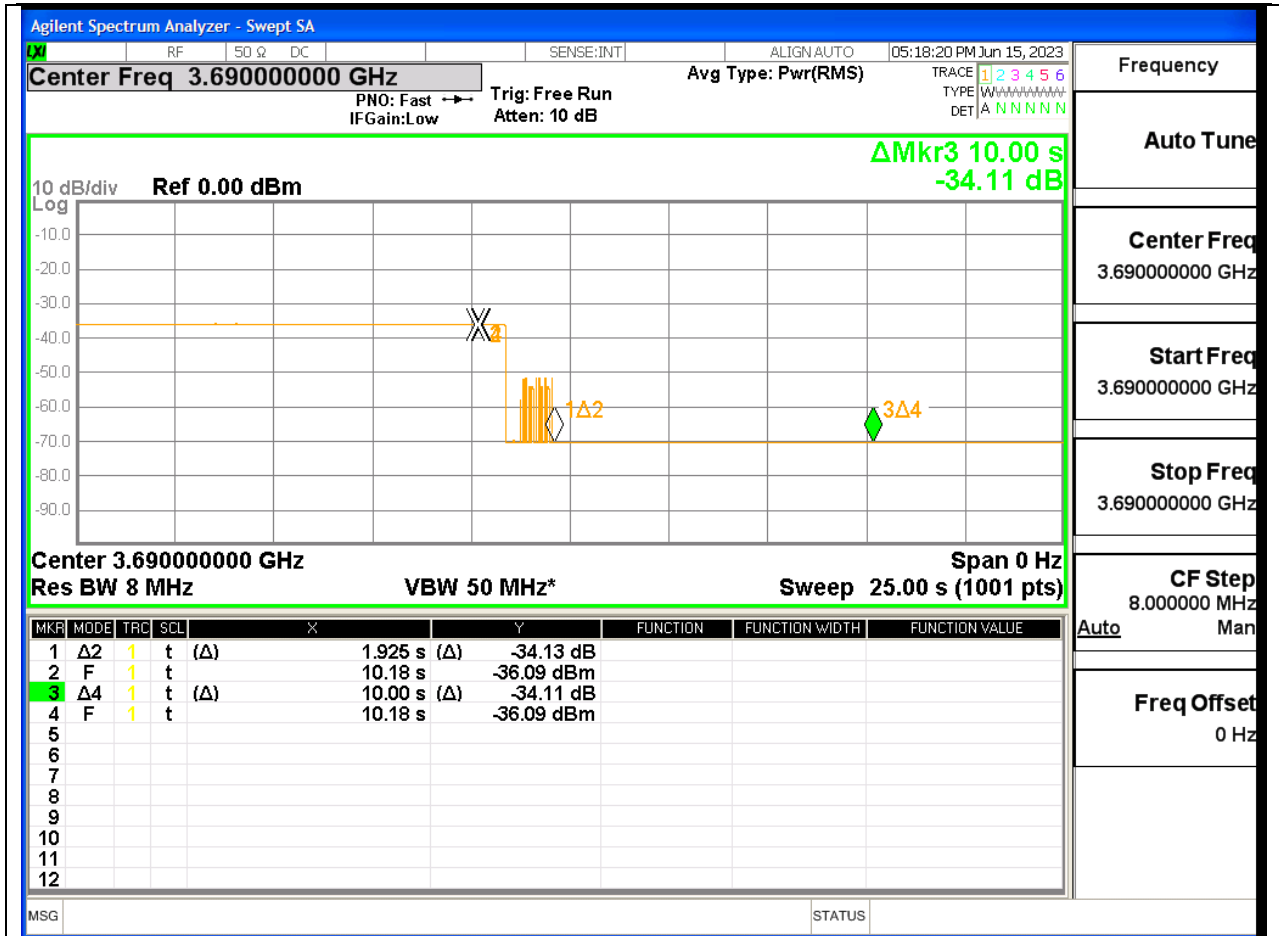 Agilent Spectrum Analyzer - Swept SA
LXI RF 50 Ω DC SENSE:INT ALIGN AUTO 05:18:20 PM Jun 15, 2023
Center Freq 3.690000000 GHz
PNO: Fast
IFGain:Low
Trig: Free Run
Atten: 10 dB
Avg Type: Pwr(RMS)
TRACE 1 2 3 4 5 6
TYPE WWWWWW
DET A N N N N N
ΔMkr3 10.00 s
-34.11 dB
10 dB/div Ref 0.00 dBm
Log
-10.0
-20.0
-30.0
-40.0
-50.0
-60.0
-70.0
-80.0
-90.0
1Δ2
3Δ4
Center 3.690000000 GHz Span 0 Hz
Res BW 8 MHz VBW 50 MHz* Sweep 25.00 s (1001 pts)
MKR MODE TRC SCL X Y FUNCTION FUNCTION WIDTH FUNCTION VALUE
1 Δ2 1 t (Δ) 1.925 s (Δ) -34.13 dB
2 F 1 t 10.18 s -36.09 dBm
3 Δ4 1 t (Δ) 10.00 s (Δ) -34.11 dB
4 F 1 t 10.18 s -36.09 dBm
5
6
7
8
9
10
11
12
MSG STATUS
Frequency
Auto Tune
Center Freq
3.690000000 GHz
Start Freq
3.690000000 GHz
Stop Freq
3.690000000 GHz
CF Step
8.000000 MHz
Auto Man
Freq Offset
0 Hz